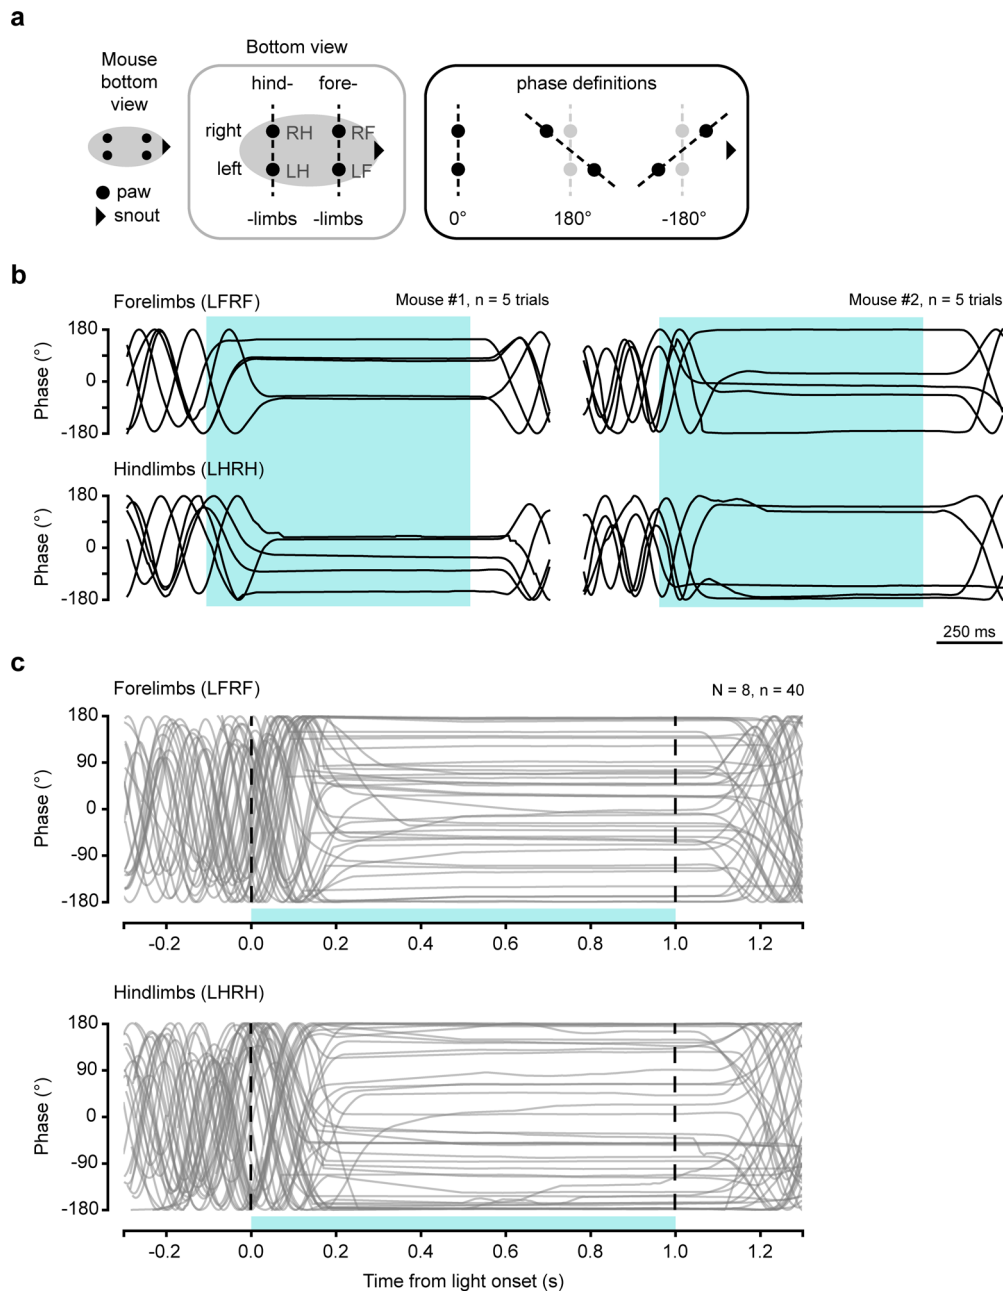 a
Mouse
bottom
view
paw
snout
Bottom view
hind- fore-
right RH RF
left LH LF
-limbs -limbs
phase definitions
0° 180° -180°
b
Forelimbs (LFRF)
Mouse #1, n = 5 trials
Mouse #2, n = 5 trials
Phase (°)
180
0
-180
Hindlimbs (LHRH)
Phase (°)
180
0
-180
250 ms
c
Forelimbs (LFRF)
N = 8, n = 40
Phase (°)
180
90
0
-90
-180
-0.2 0.0 0.2 0.4 0.6 0.8 1.0 1.2
Hindlimbs (LHRH)
Phase (°)
180
90
0
-90
-180
-0.2 0.0 0.2 0.4 0.6 0.8 1.0 1.2
Time from light onset (s)